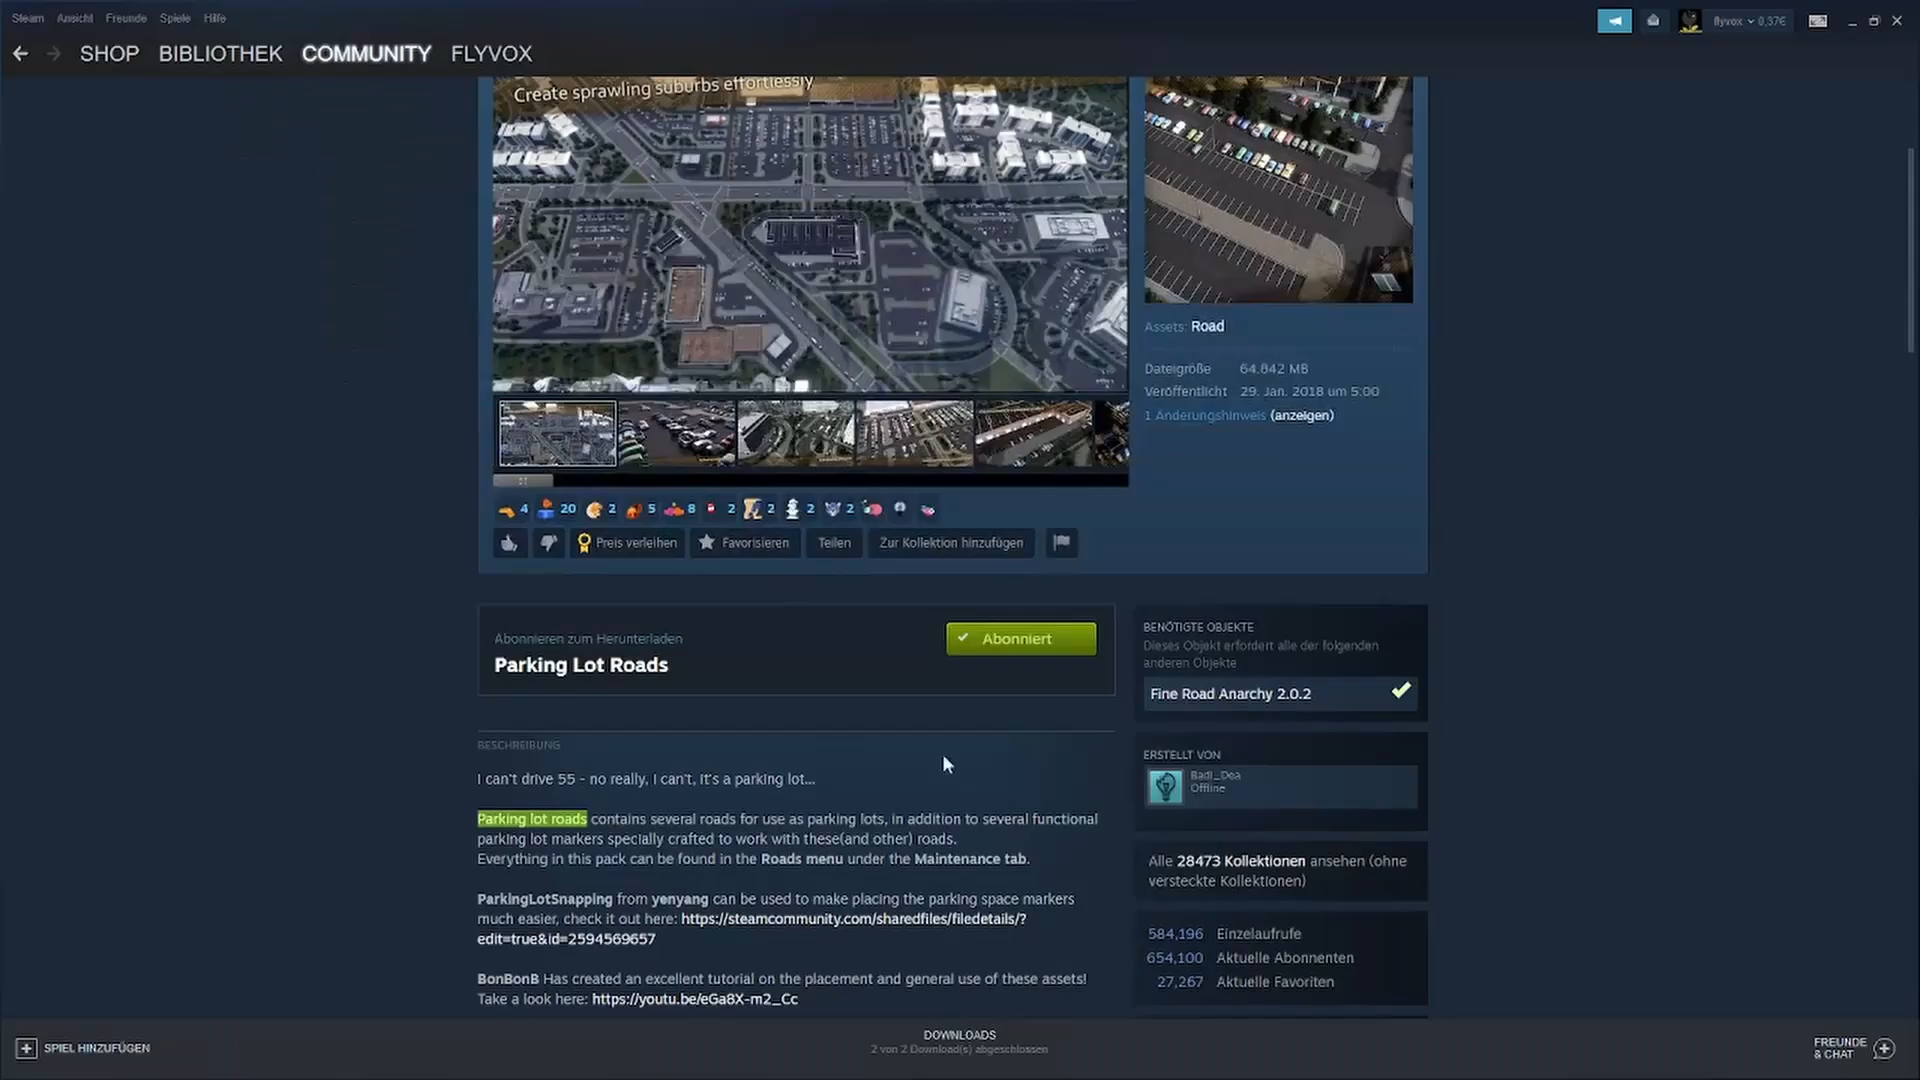 Steam Ansicht Freunde Spiele Hilfe
flyvox 0,37€
SHOP BIBLIOTHEK COMMUNITY FLYVOX
Create sprawling suburbs effortlessly
Assets: Road
Dateigröße 64.842 MB
Veröffentlicht 29. Jan. 2018 um 5:00
1 Änderungshinweis (anzeigen)
4 20 2 5 8 2 2 2 2
Preis verleihen Favorisieren Teilen Zur Kollektion hinzufügen
Abonnieren zum Herunterladen
Parking Lot Roads
Abonniert
BENÖTIGTE OBJEKTE
Dieses Objekt erfordert alle der folgenden
anderen Objekte
Fine Road Anarchy 2.0.2
BESCHREIBUNG
I can't drive 55 - no really, I can't, it's a parking lot...
Parking lot roads contains several roads for use as parking lots, in addition to several functional
parking lot markers specially crafted to work with these(and other) roads.
Everything in this pack can be found in the Roads menu under the Maintenance tab.
ParkingLotSnapping from yenyang can be used to make placing the parking space markers
much easier, check it out here: https://steamcommunity.com/sharedfiles/filedetails/?
edit=true&id=2594569657
BonBonB Has created an excellent tutorial on the placement and general use of these assets!
Take a look here: https://youtu.be/eGa8X-m2_Cc
ERSTELLT VON
Badi_Dea
Offline
Alle 28473 Kollektionen ansehen (ohne
versteckte Kollektionen)
584,196 Einzelaufrufe
654,100 Aktuelle Abonnenten
27,267 Aktuelle Favoriten
SPIEL HINZUFÜGEN
DOWNLOADS
2 von 2 Download(s) abgeschlossen
FREUNDE
& CHAT